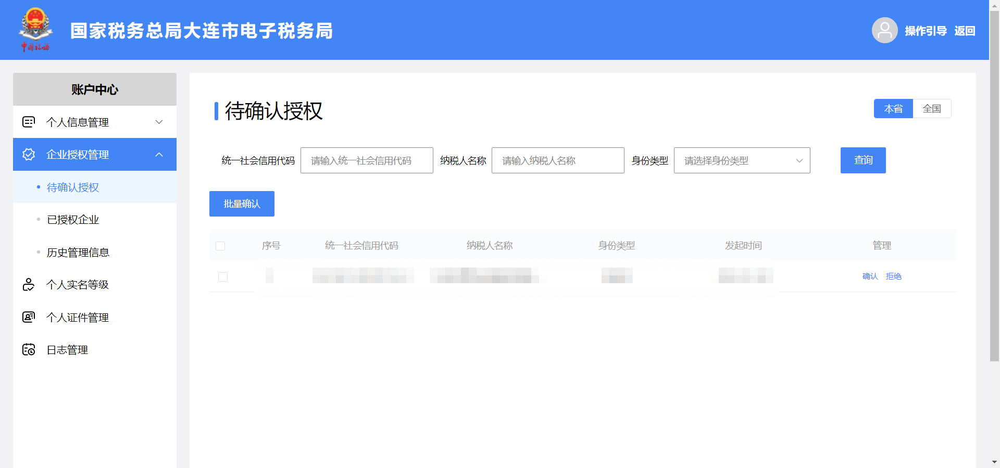 国家税务总局大连市电子税务局
操作引导 返回
中国税务
账户中心
个人信息管理
企业授权管理
待确认授权
已授权企业
历史管理信息
个人实名等级
个人证件管理
日志管理
待确认授权
本省 全国
统一社会信用代码 请输入统一社会信用代码 纳税人名称 请输入纳税人名称 身份类型 请选择身份类型 查询
批量确认
序号 统一社会信用代码 纳税人名称 身份类型 发起时间 管理
确认 拒绝